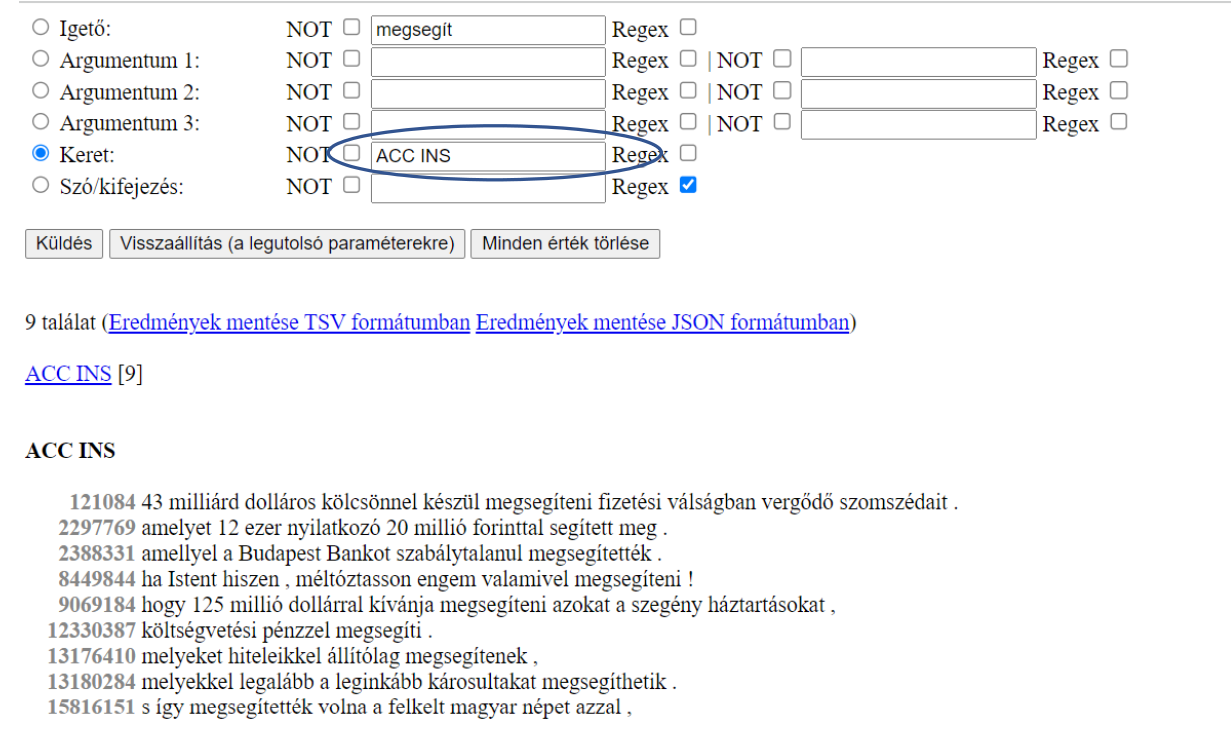 Igető: NOT megsegít Regex
Argumentum 1: NOT Regex | NOT Regex
Argumentum 2: NOT Regex | NOT Regex
Argumentum 3: NOT Regex | NOT Regex
Keret: NOT ACC INS Regex
Szó/kifejezés: NOT Regex
Küldés Visszaállítás (a legutolsó paraméterekre) Minden érték törlése
9 találat (Eredmények mentése TSV formátumban Eredmények mentése JSON formátumban)
ACC INS [9]
ACC INS
121084 43 milliárd dolláros kölcsönnel készül megsegíteni fizetési válságban vergődő szomszédait .
2297769 amelyet 12 ezer nyilatkozó 20 millió forinttal segített meg .
2388331 amellyel a Budapest Bankot szabálytalanul megsegítették .
8449844 ha Istent hiszen , méltóztasson engem valamivel megsegíteni !
9069184 hogy 125 millió dollárral kívánja megsegíteni azokat a szegény háztartásokat ,
12330387 költségvetési pénzzel megsegíti .
13176410 melyeket hiteleikkel állítólag megsegítenek ,
13180284 melyekkel legalább a leginkább károsultakat megsegíthetik .
15816151 s így megsegítették volna a felkelt magyar népet azzal ,